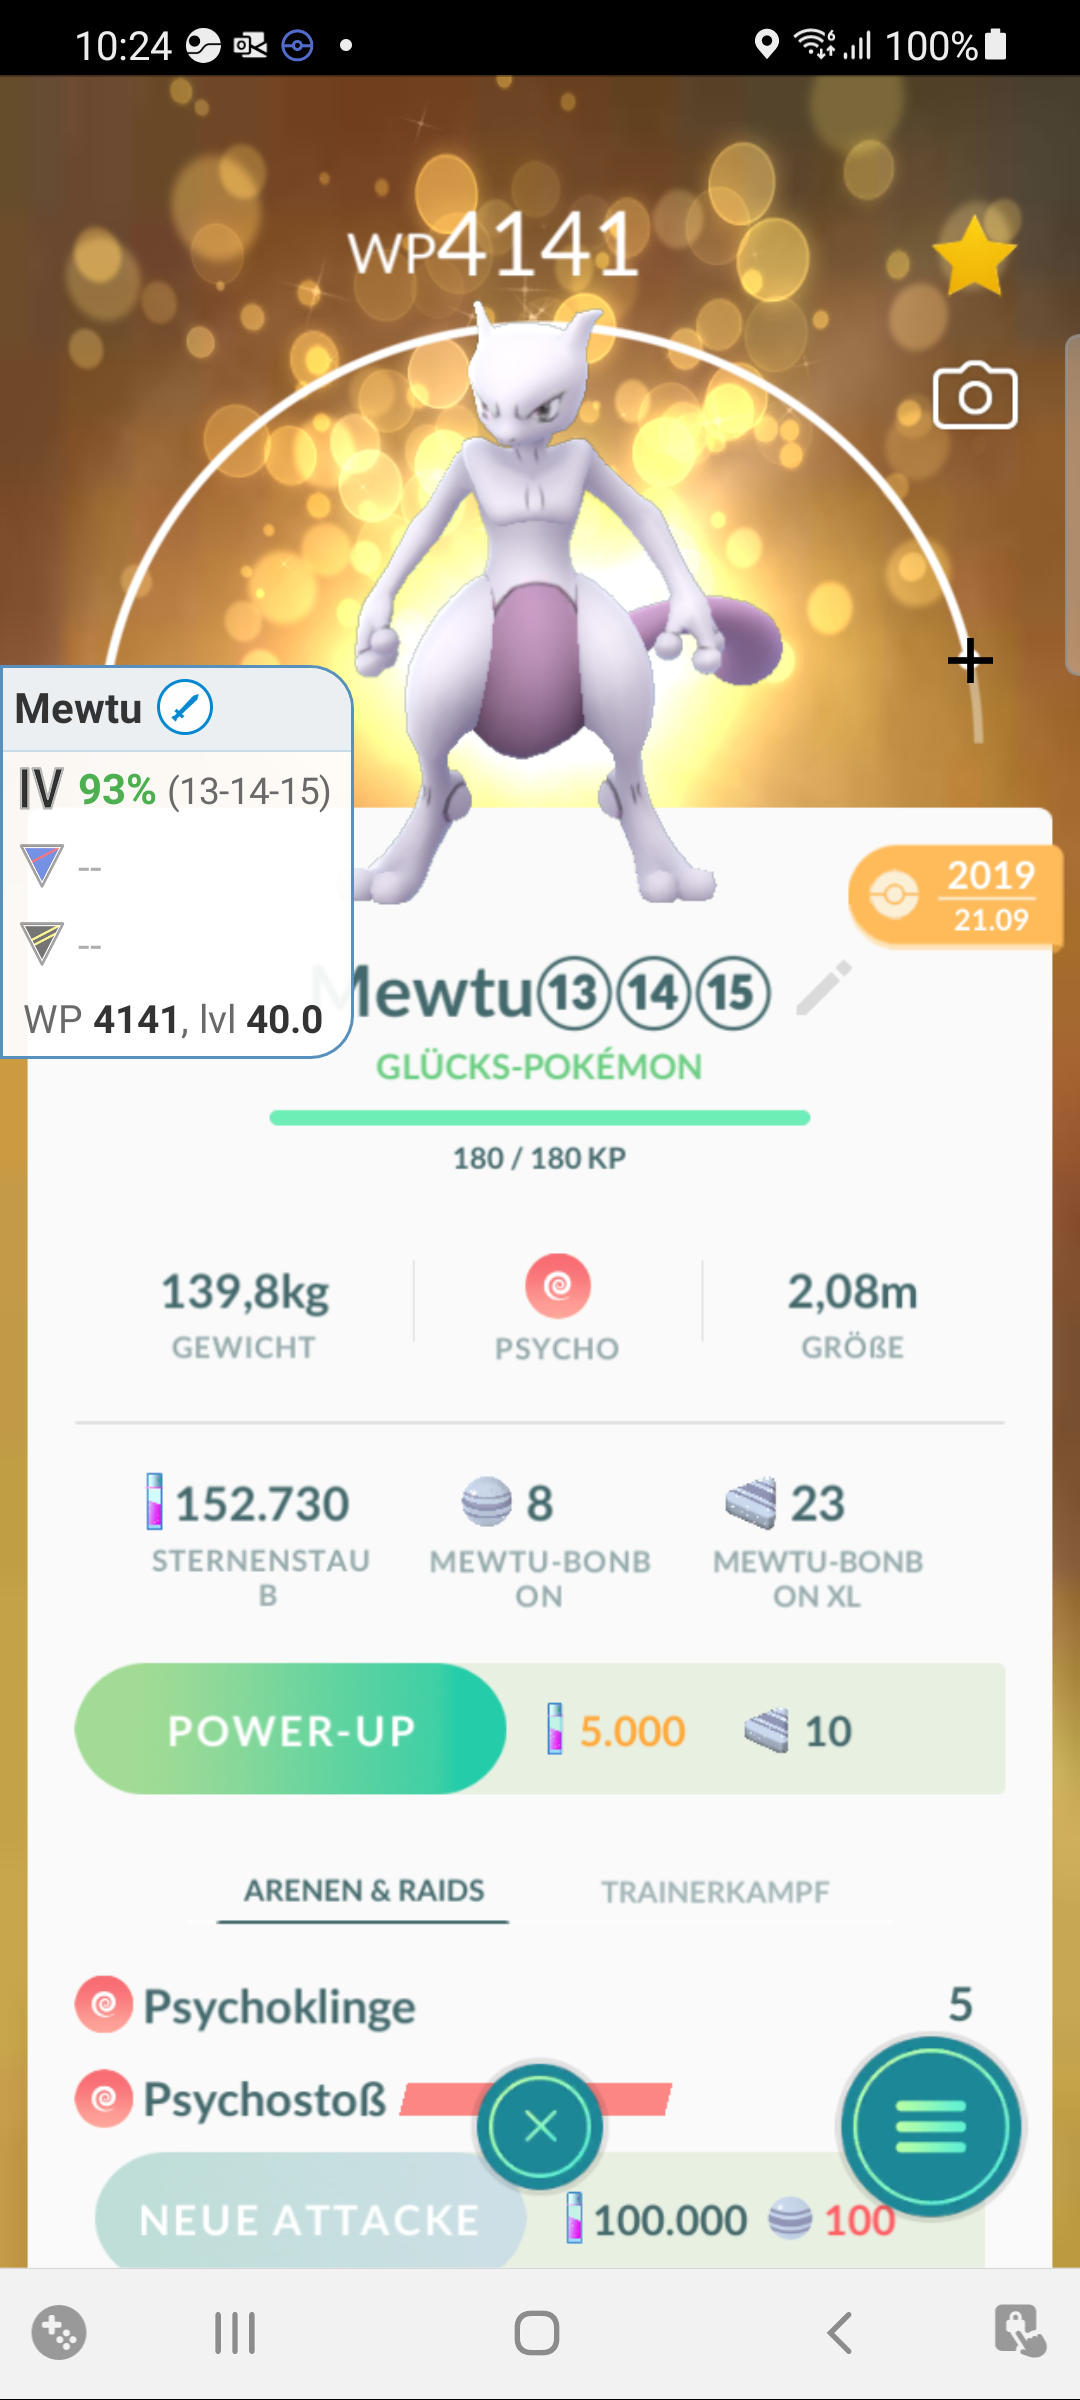 10:24
100%
WP4141
Mewtu
IV 93% (13-14-15)
--
--
WP 4141, lvl 40.0
2019
21.09
Mewtu⑬⑭⑮
GLÜCKS-POKÉMON
180 / 180 KP
139,8kg
GEWICHT
PSYCHO
2,08m
GRÖßE
152.730
STERNENSTAU
B
8
MEWTU-BONB
ON
23
MEWTU-BONB
ON XL
POWER-UP 5.000 10
ARENEN & RAIDS
TRAINERKAMPF
Psychoklinge 5
Psychostoß
NEUE ATTACKE 100.000 100